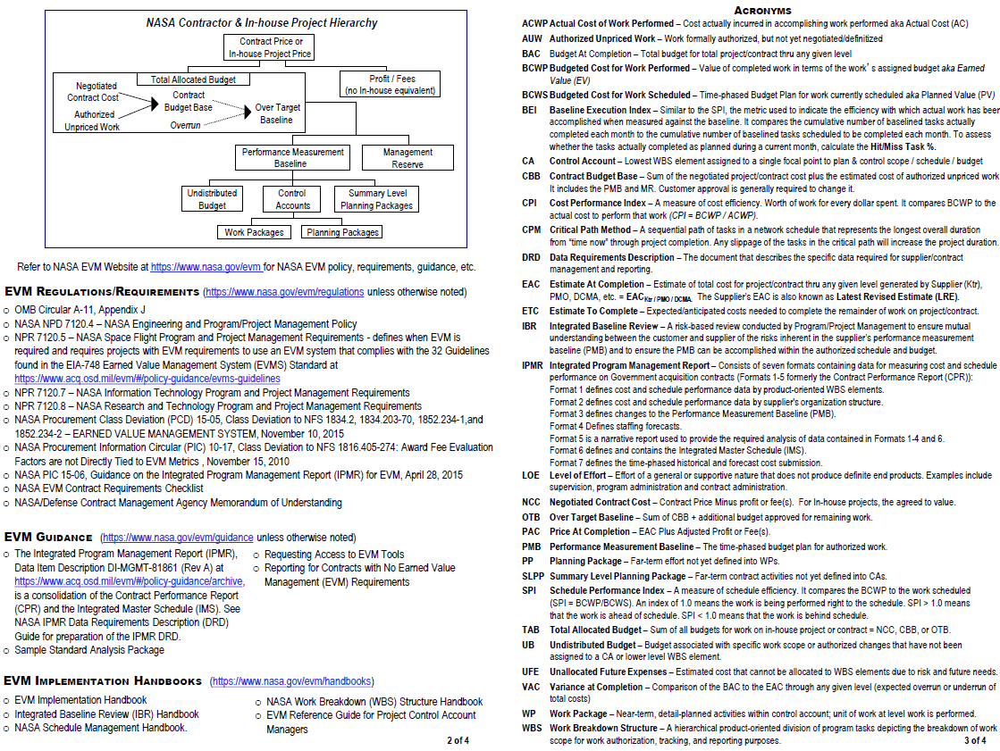 NASA Contractor & In-house Project Hierarchy
Contract Price or
In-house Project Price
Total Allocated Budget
Profit / Fees
(no In-house equivalent)
Negotiated
Contract Cost
Authorized
Unpriced Work
Contract
Budget Base
Overrun
Over Target
Baseline
Performance Measurement
Baseline
Management
Reserve
Undistributed
Budget
Control
Accounts
Summary Level
Planning Packages
Work Packages
Planning Packages
Refer to NASA EVM Website at https://www.nasa.gov/evm for NASA EVM policy, requirements, guidance, etc.
EVM REGULATIONS/REQUIREMENTS (https://www.nasa.gov/evm/regulations unless otherwise noted)
o OMB Circular A-11, Appendix J
o NASA NPD 7120.4 – NASA Engineering and Program/Project Management Policy
o NPR 7120.5 – NASA Space Flight Program and Project Management Requirements - defines when EVM is
required and requires projects with EVM requirements to use an EVM system that complies with the 32 Guidelines
found in the EIA-748 Earned Value Management System (EVMS) Standard at
https://www.acq.osd.mil/evm/#/policy-guidance/evms-guidelines
o NPR 7120.7 – NASA Information Technology Program and Project Management Requirements
o NPR 7120.8 – NASA Research and Technology Program and Project Management Requirements
o NASA Procurement Class Deviation (PCD) 15-05, Class Deviation to NFS 1834.2, 1834.203-70, 1852.234-1,and
1852.234-2 – EARNED VALUE MANAGEMENT SYSTEM, November 10, 2015
o NASA Procurement Information Circular (PIC) 10-17, Class Deviation to NFS 1816.405-274: Award Fee Evaluation
Factors are not Directly Tied to EVM Metrics , November 15, 2010
o NASA PIC 15-06, Guidance on the Integrated Program Management Report (IPMR) for EVM, April 28, 2015
o NASA EVM Contract Requirements Checklist
o NASA/Defense Contract Management Agency Memorandum of Understanding
EVM GUIDANCE (https://www.nasa.gov/evm/guidance unless otherwise noted)
o The Integrated Program Management Report (IPMR),
Data Item Description DI-MGMT-81861 (Rev A) at
https://www.acq.osd.mil/evm/#/policy-guidance/archive,
is a consolidation of the Contract Performance Report
(CPR) and the Integrated Master Schedule (IMS). See
NASA IPMR Data Requirements Description (DRD)
Guide for preparation of the IPMR DRD.
o Sample Standard Analysis Package
o Requesting Access to EVM Tools
o Reporting for Contracts with No Earned Value
Management (EVM) Requirements
EVM IMPLEMENTATION HANDBOOKS (https://www.nasa.gov/evm/handbooks)
o EVM Implementation Handbook
o Integrated Baseline Review (IBR) Handbook
o NASA Schedule Management Handbook.
o NASA Work Breakdown (WBS) Structure Handbook
o EVM Reference Guide for Project Control Account
Managers
2 of 4
ACRONYMS
ACWP Actual Cost of Work Performed – Cost actually incurred in accomplishing work performed aka Actual Cost (AC)
AUW Authorized Unpriced Work – Work formally authorized, but not yet negotiated/definitized
BAC Budget At Completion – Total budget for total project/contract thru any given level
BCWP Budgeted Cost for Work Performed – Value of completed work in terms of the work's assigned budget aka Earned
Value (EV)
BCWS Budgeted Cost for Work Scheduled – Time-phased Budget Plan for work currently scheduled aka Planned Value (PV)
BEI Baseline Execution Index – Similar to the SPI, the metric used to indicate the efficiency with which actual work has been
accomplished when measured against the baseline. It compares the cumulative number of baselined tasks actually
completed each month to the cumulative number of baselined tasks scheduled to be completed each month. To assess
whether the tasks actually completed as planned during a current month, calculate the Hit/Miss Task %.
CA Control Account – Lowest WBS element assigned to a single focal point to plan & control scope / schedule / budget
CBB Contract Budget Base – Sum of the negotiated project/contract cost plus the estimated cost of authorized unpriced work
It includes the PMB and MR. Customer approval is generally required to change it.
CPI Cost Performance Index – A measure of cost efficiency. Worth of work for every dollar spent. It compares BCWP to the
actual cost to perform that work (CPI = BCWP / ACWP).
CPM Critical Path Method – A sequential path of tasks in a network schedule that represents the longest overall duration
from “time now” through project completion. Any slippage of the tasks in the critical path will increase the project duration.
DRD Data Requirements Description – The document that describes the specific data required for supplier/contract
management and reporting.
EAC Estimate At Completion – Estimate of total cost for project/contract thru any given level generated by Supplier (Ktr),
PMO, DCMA, etc. = EAC Ktr / PMO / DCMA. The Supplier's EAC is also known as Latest Revised Estimate (LRE).
ETC Estimate To Complete – Expected/anticipated costs needed to complete the remainder of work on project/contract.
IBR Integrated Baseline Review – A risk-based review conducted by Program/Project Management to ensure mutual
understanding between the customer and supplier of the risks inherent in the supplier's performance measurement
baseline (PMB) and to ensure the PMB can be accomplished within the authorized schedule and budget.
IPMR Integrated Program Management Report – Consists of seven formats containing data for measuring cost and schedule
performance on Government acquisition contracts (Formats 1-5 formerly the Contract Performance Report (CPR)):
Format 1 defines cost and schedule performance data by product-oriented WBS elements.
Format 2 defines cost and schedule performance data by supplier's organization structure.
Format 3 defines changes to the Performance Measurement Baseline (PMB).
Format 4 Defines staffing forecasts.
Format 5 is a narrative report used to provide the required analysis of data contained in Formats 1-4 and 6.
Format 6 defines and contains the Integrated Master Schedule (IMS).
Format 7 defines the time-phased historical and forecast cost submission.
LOE Level of Effort – Effort of a general or supportive nature that does not produce definite end products. Examples include
supervision, program administration and contract administration.
NCC Negotiated Contract Cost – Contract Price Minus profit or fee(s). For In-house projects, the agreed to value.
OTB Over Target Baseline – Sum of CBB + additional budget approved for remaining work.
PAC Price At Completion – EAC Plus Adjusted Profit or Fee(s).
PMB Performance Measurement Baseline – The time-phased budget plan for authorized work.
PP Planning Package – Far-term effort not yet defined into WPs.
SLPP Summary Level Planning Package – Far-term contract activities not yet defined into CAs.
SPI Schedule Performance Index – A measure of schedule efficiency. It compares the BCWP to the work scheduled
(SPI = BCWP/BCWS). An index of 1.0 means the work is being performed right to the schedule. SPI > 1.0 means
that the work is ahead of schedule. SPI < 1.0 means that the work is behind schedule.
TAB Total Allocated Budget – Sum of all budgets for work on in-house project or contract = NCC, CBB, or OTB.
UB Undistributed Budget – Budget associated with specific work scope or authorized changes that have not been
assigned to a CA or lower level WBS element.
UFE Unallocated Future Expenses – Estimated cost that cannot be allocated to WBS elements due to risk and future needs.
VAC Variance at Completion – Comparison of the BAC to the EAC through any given level (expected overrun or underrun of
total costs)
WP Work Package – Near-term, detail-planned activities within control account; unit of work at level work is performed.
WBS Work Breakdown Structure – A hierarchical product-oriented division of program tasks depicting the breakdown of work
scope for work authorization, tracking, and reporting purposes.
3 of 4